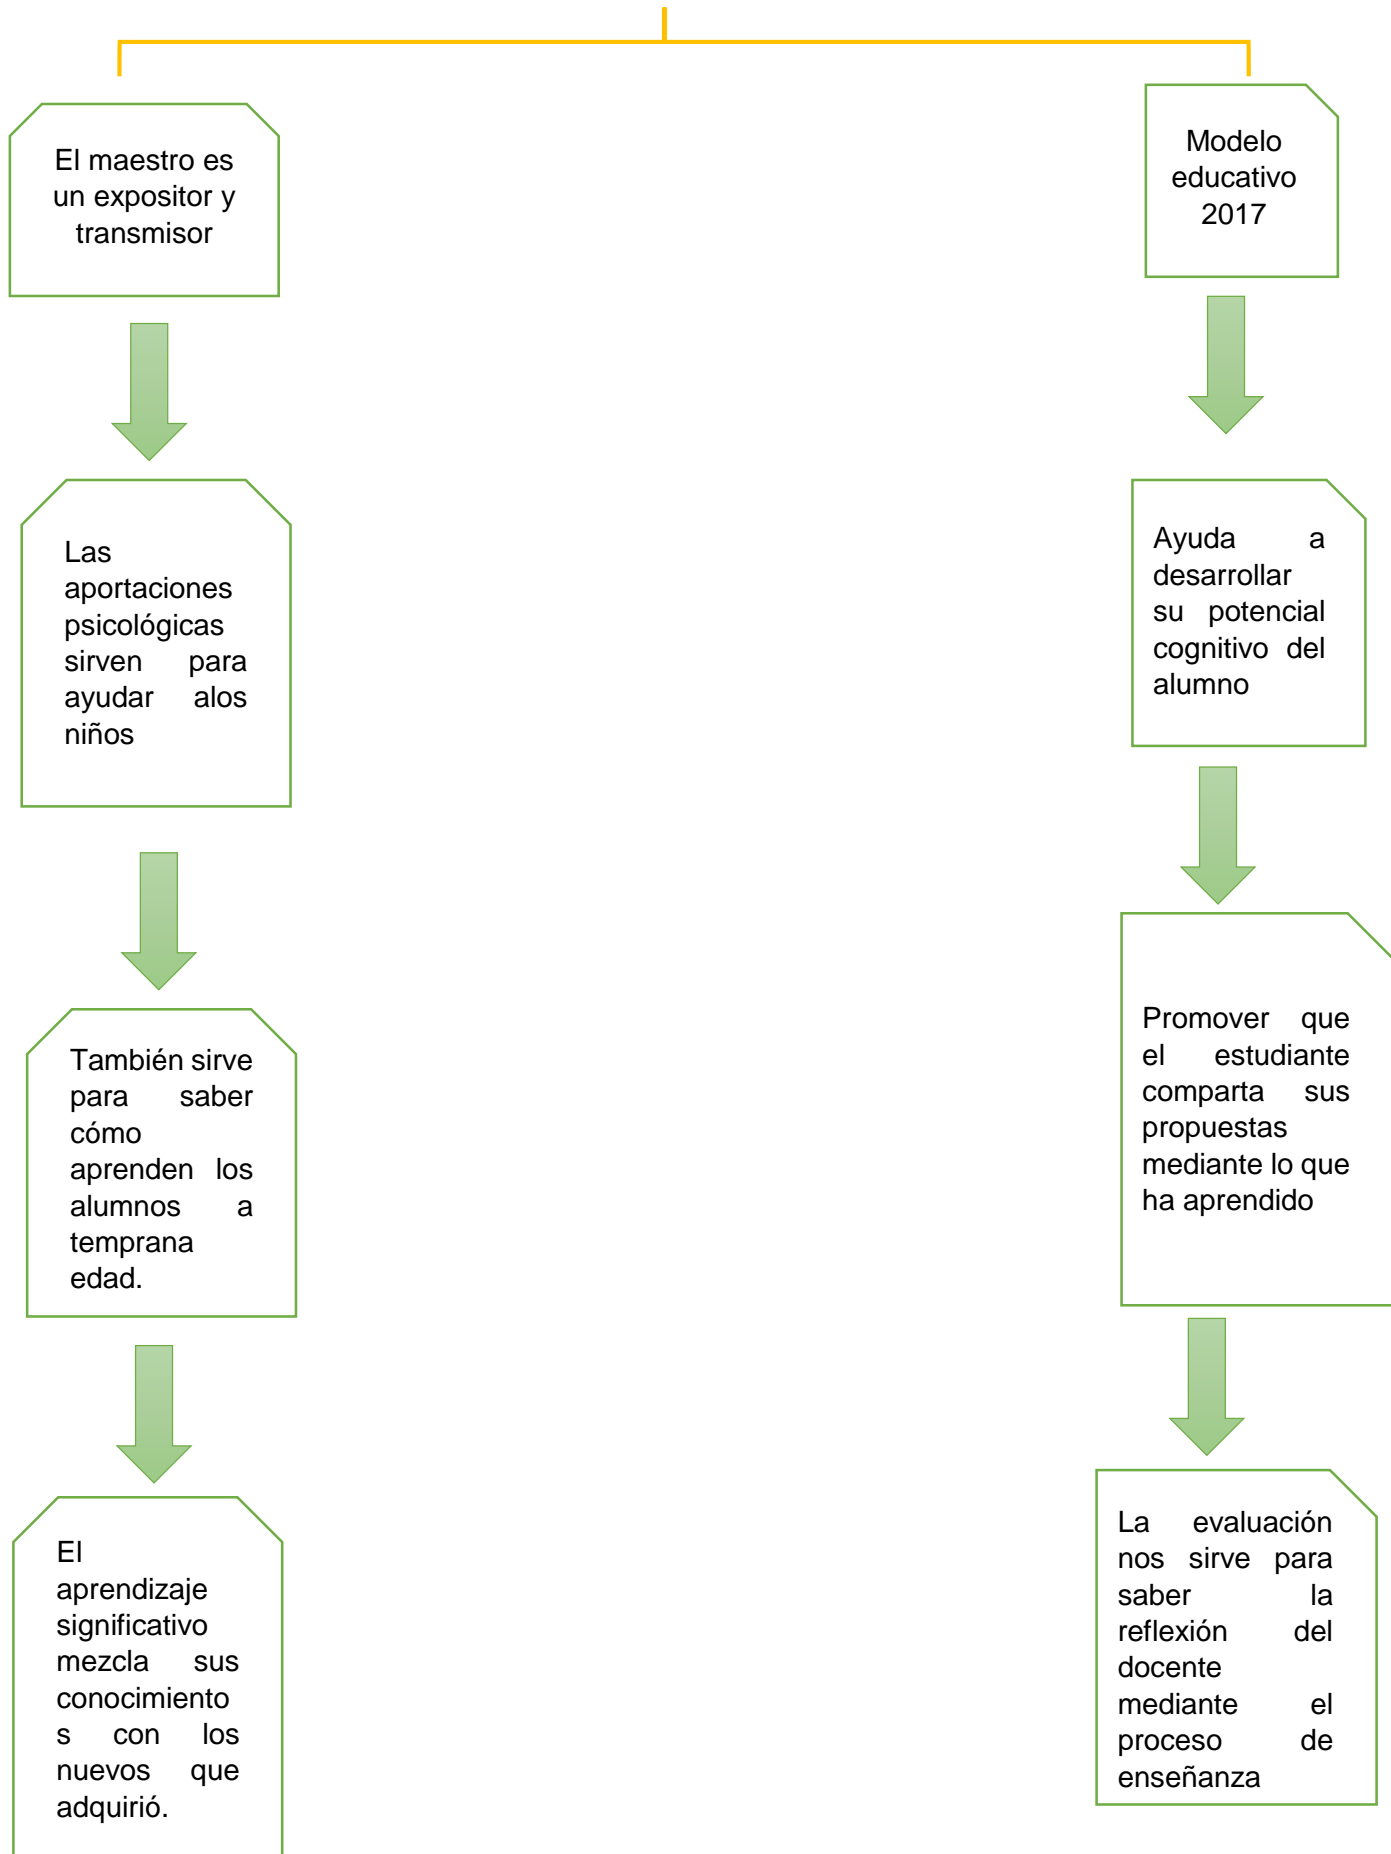 El maestro es
un expositor y
transmisor
Las
aportaciones
psicológicas
sirven para
ayudar alos
niños
También sirve
para saber
cómo
aprenden los
alumnos a
temprana
edad.
El
aprendizaje
significativo
mezcla sus
conocimiento
s con los
nuevos que
adquirió.
Modelo
educativo
2017
Ayuda a
desarrollar
su potencial
cognitivo del
alumno
Promover que
el estudiante
comparta sus
propuestas
mediante lo que
ha aprendido
La evaluación
nos sirve para
saber la
reflexión del
docente
mediante el
proceso de
enseñanza